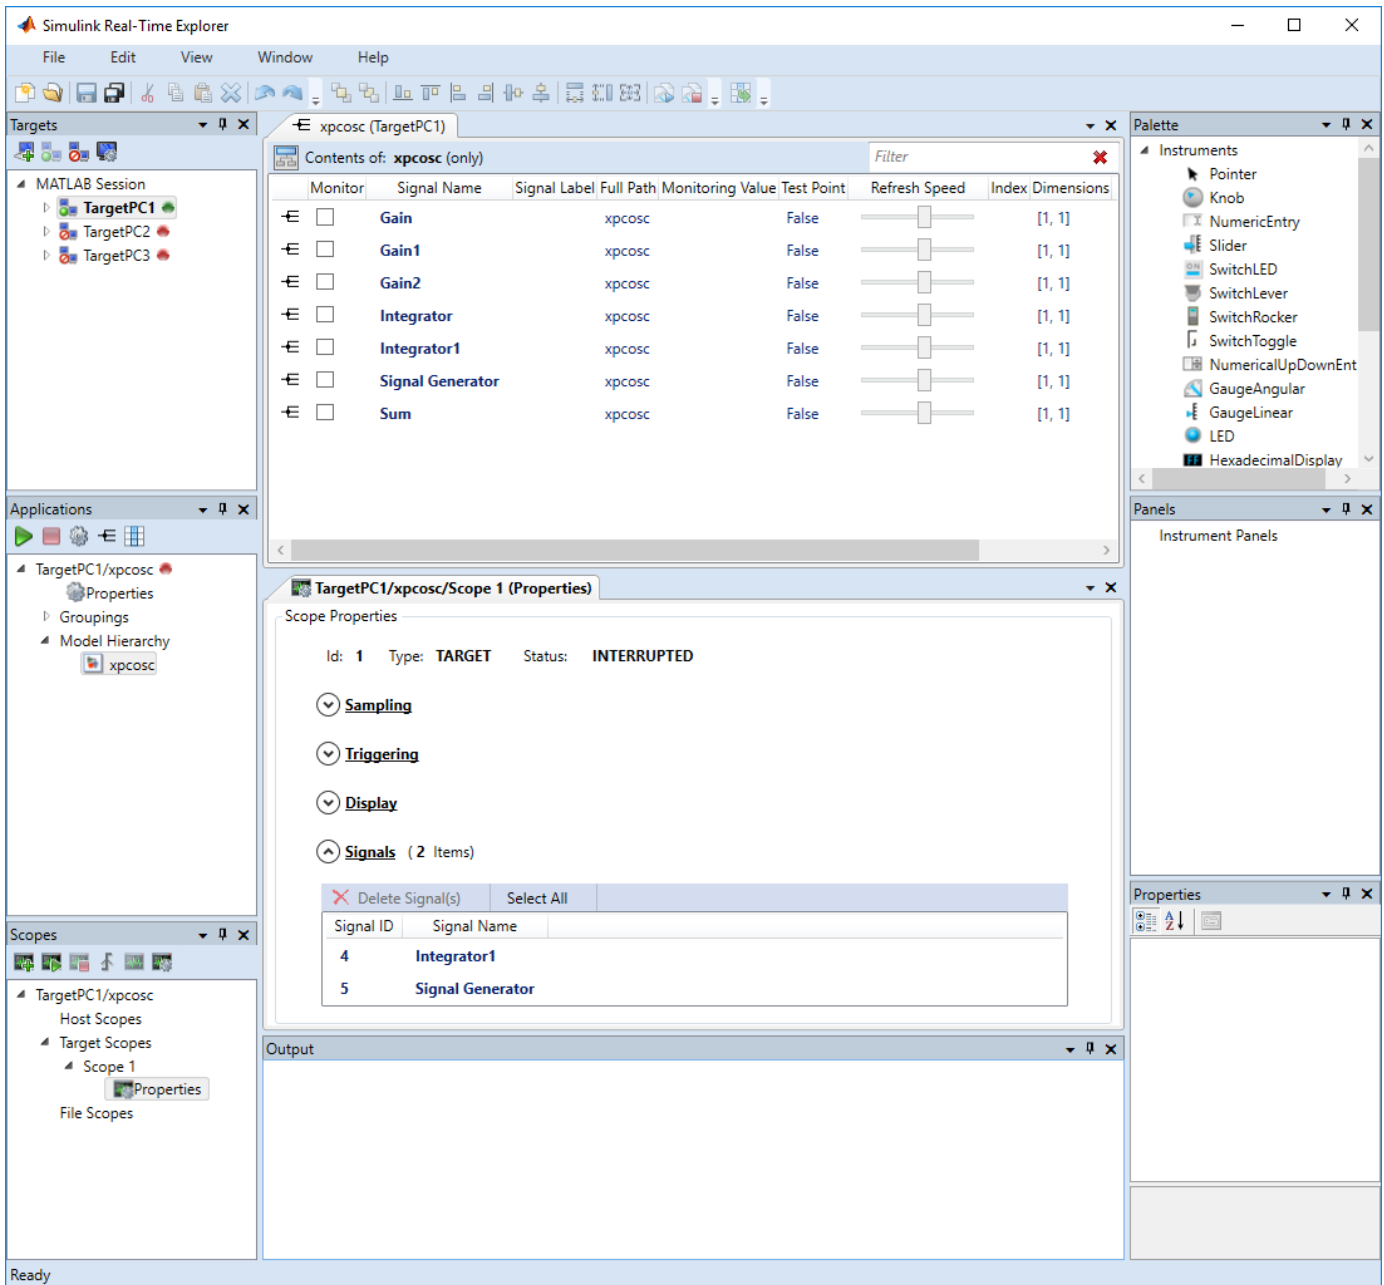 Simulink Real-Time Explorer
File Edit View Window Help
Targets
MATLAB Session
TargetPC1
TargetPC2
TargetPC3
Applications
TargetPC1/xpcosc
Properties
Groupings
Model Hierarchy
xpcosc
Scopes
TargetPC1/xpcosc
Host Scopes
Target Scopes
Scope 1
Properties
File Scopes
xpcosc (TargetPC1)
Contents of: xpcosc (only) Filter
Monitor Signal Name Signal Label Full Path Monitoring Value Test Point Refresh Speed Index Dimensions
Gain xpcosc False [1, 1]
Gain1 xpcosc False [1, 1]
Gain2 xpcosc False [1, 1]
Integrator xpcosc False [1, 1]
Integrator1 xpcosc False [1, 1]
Signal Generator xpcosc False [1, 1]
Sum xpcosc False [1, 1]
TargetPC1/xpcosc/Scope 1 (Properties)
Scope Properties
Id: 1 Type: TARGET Status: INTERRUPTED
Sampling
Triggering
Display
Signals ( 2 Items)
Delete Signal(s) Select All
Signal ID Signal Name
4 Integrator1
5 Signal Generator
Output
Palette
Instruments
Pointer
Knob
NumericEntry
Slider
ON SwitchLED
SwitchLever
SwitchRocker
SwitchToggle
NumericalUpDownEnt
GaugeAngular
GaugeLinear
LED
FF HexadecimalDisplay
Panels
Instrument Panels
Properties
Ready